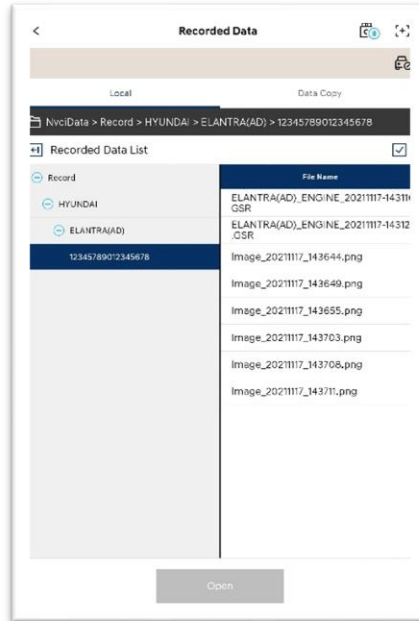 Recorded Data
Local
Data Copy
NvciData > Record > HYUNDAI > ELANTRA(AD) > 12345789012345678
Recorded Data List
Record
HYUNDAI
ELANTRA(AD)
12345789012345678
File Name
ELANTRA(AD)_ENGINE_20211117-14311
GSR
ELANTRA(AD)_ENGINE_20211117-14312
.GSR
Image_20211117_143644.png
Image_20211117_143649.png
Image_20211117_143655.png
Image_20211117_143703.png
Image_20211117_143708.png
Image_20211117_143711.png
Open